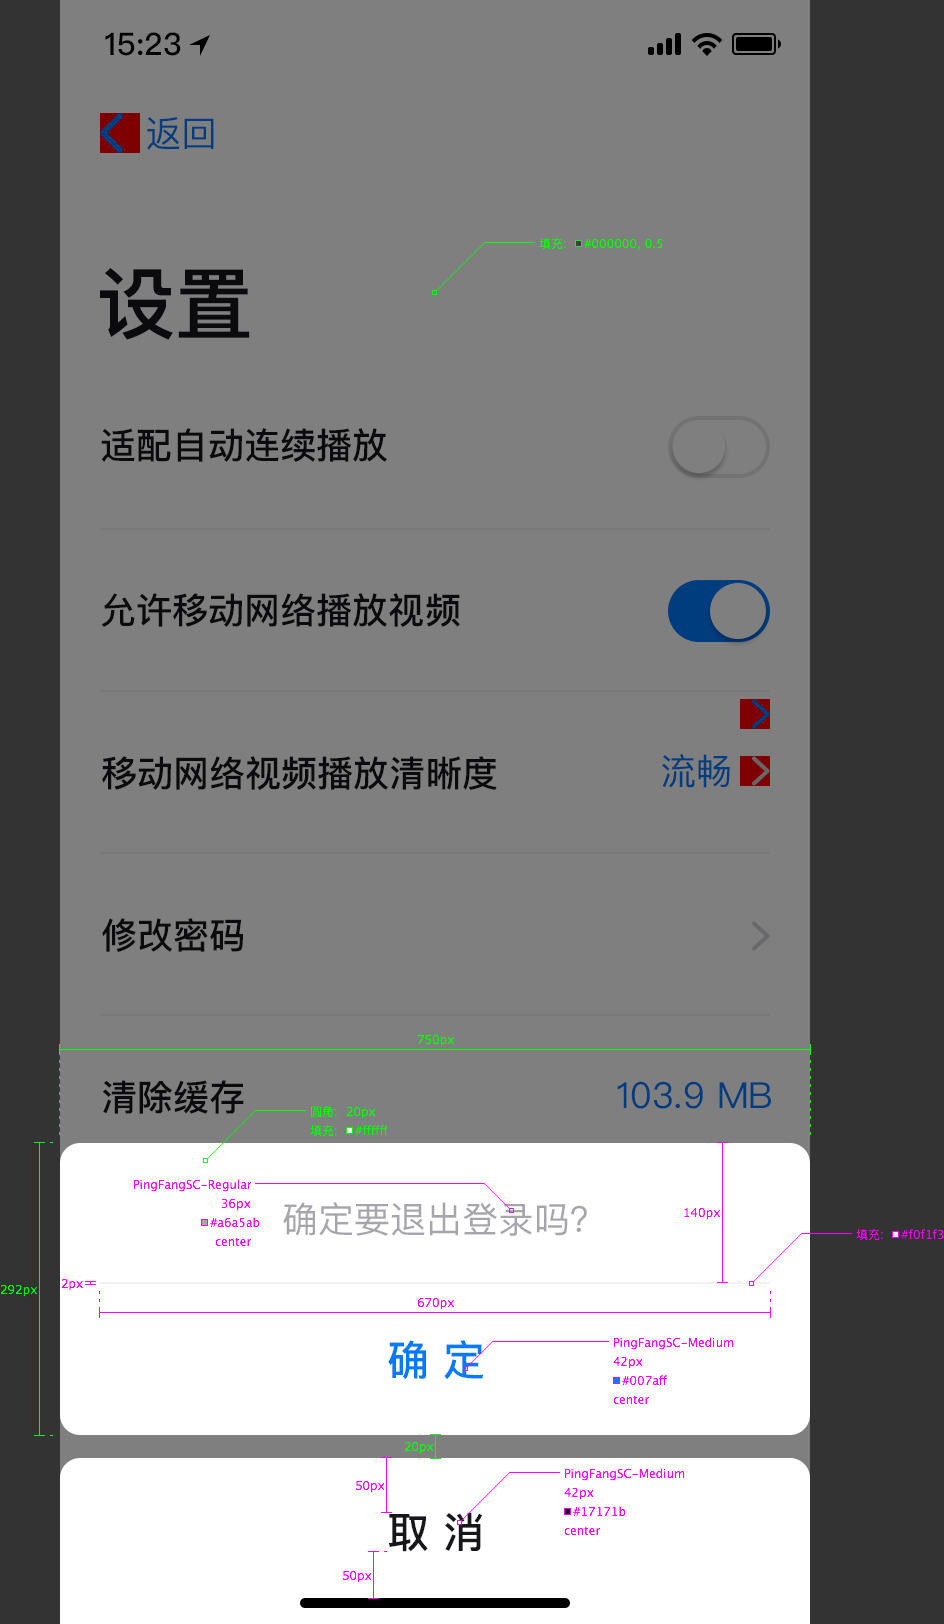 15:23
返回
填充: #000000, 0.5
设置
适配自动连续播放
允许移动网络播放视频
移动网络视频播放清晰度 流畅
修改密码
750px
清除缓存 103.9 MB
圆角: 20px
填充: #ffffff
PingFangSC-Regular
36px
#a6a5ab
center
确定要退出登录吗?
140px
填充: #f0f1f3
292px
2px
670px
确 定
PingFangSC-Medium
42px
#007aff
center
20px
50px
PingFangSC-Medium
42px
#17171b
center
取 消
50px